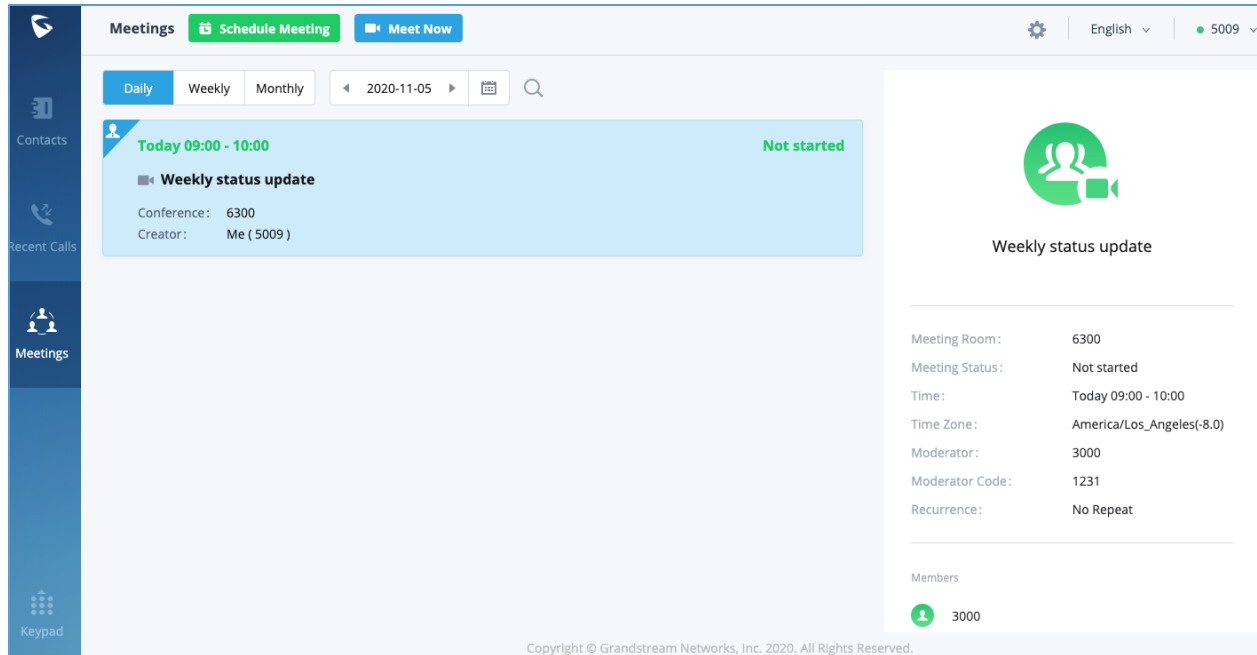 Meetings
Schedule Meeting
Meet Now
English
5009
Contacts
Recent Calls
Meetings
Keypad
Daily
Weekly
Monthly
2020-11-05
Today 09:00 - 10:00
Not started
Weekly status update
Conference: 6300
Creator: Me ( 5009 )
Weekly status update
Meeting Room: 6300
Meeting Status: Not started
Time: Today 09:00 - 10:00
Time Zone: America/Los_Angeles(-8.0)
Moderator: 3000
Moderator Code: 1231
Recurrence: No Repeat
Members
3000
Copyright © Grandstream Networks, Inc. 2020. All Rights Reserved.